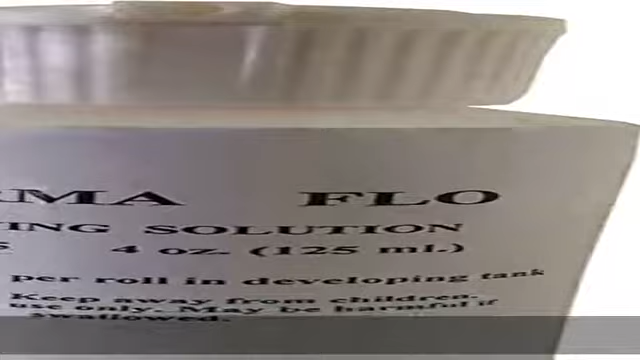 RMA FLO
ING SOLUTION
4 oz. (125 ml.)
per roll in developing tank
Keep away from children.
use only. May be harmful if
swallowed.